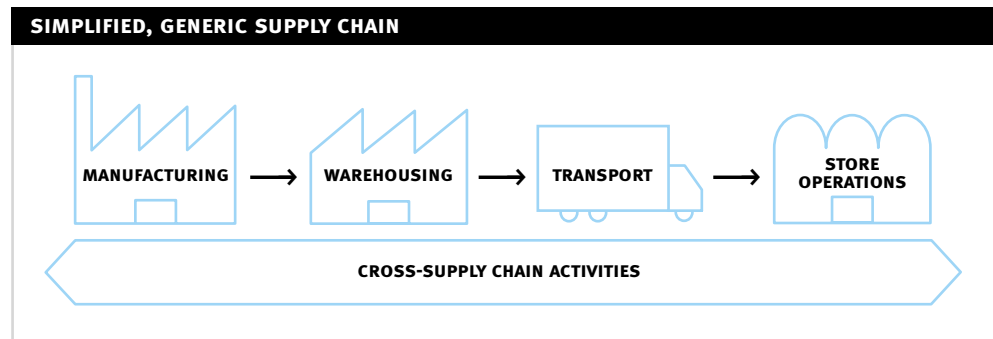 SIMPLIFIED, GENERIC SUPPLY CHAIN
MANUFACTURING
WAREHOUSING
TRANSPORT
STORE
OPERATIONS
CROSS-SUPPLY CHAIN ACTIVITIES